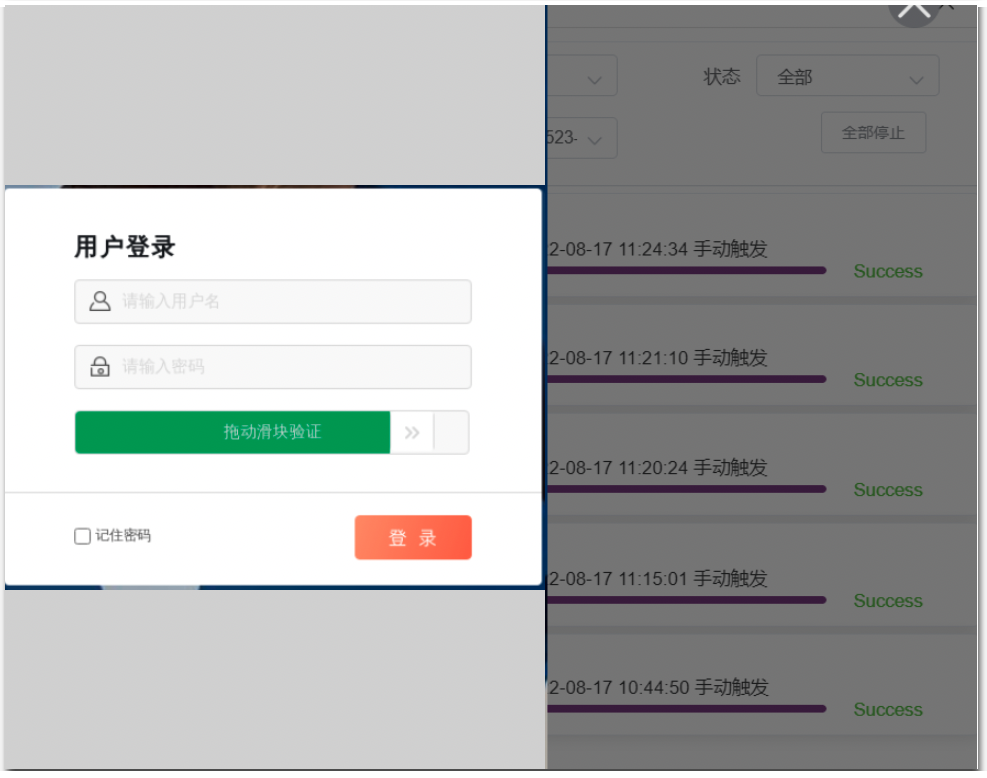 状态 全部
523-
全部停止
用户登录
请输入用户名
请输入密码
拖动滑块验证
记住密码
登 录
2-08-17 11:24:34 手动触发
Success
2-08-17 11:21:10 手动触发
Success
2-08-17 11:20:24 手动触发
Success
2-08-17 11:15:01 手动触发
Success
2-08-17 10:44:50 手动触发
Success